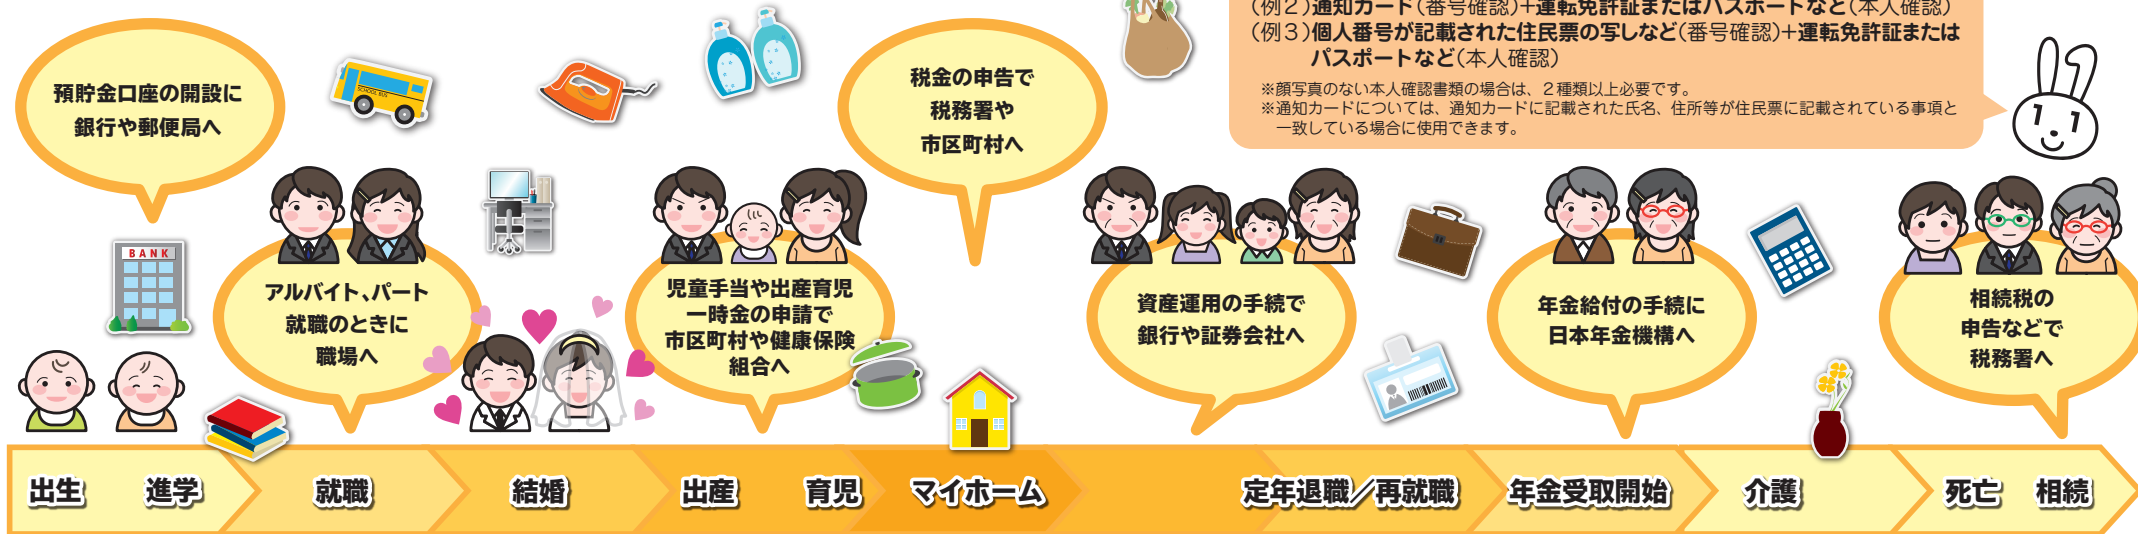 (例2)通知カード(番号確認)+運転免許証またはパスポートなど(本人確認)
(例3)個人番号が記載された住民票の写しなど(番号確認)+運転免許証または
パスポートなど(本人確認)
※顔写真のない本人確認書類の場合は、2種類以上必要です。
※通知カードについては、通知カードに記載された氏名、住所等が住民票に記載されている事項と
一致している場合に使用できます。
預貯金口座の開設に
銀行や郵便局へ
SCHOOL BUS
税金の申告で
税務署や
市区町村へ
BANK
アルバイト、パート
就職のときに
職場へ
児童手当や出産育児
一時金の申請で
市区町村や健康保険
組合へ
資産運用の手続で
銀行や証券会社へ
年金給付の手続に
日本年金機構へ
相続税の
申告などで
税務署へ
出生 進学 就職 結婚 出産 育児 マイホーム 定年退職/再就職 年金受取開始 介護 死亡 相続